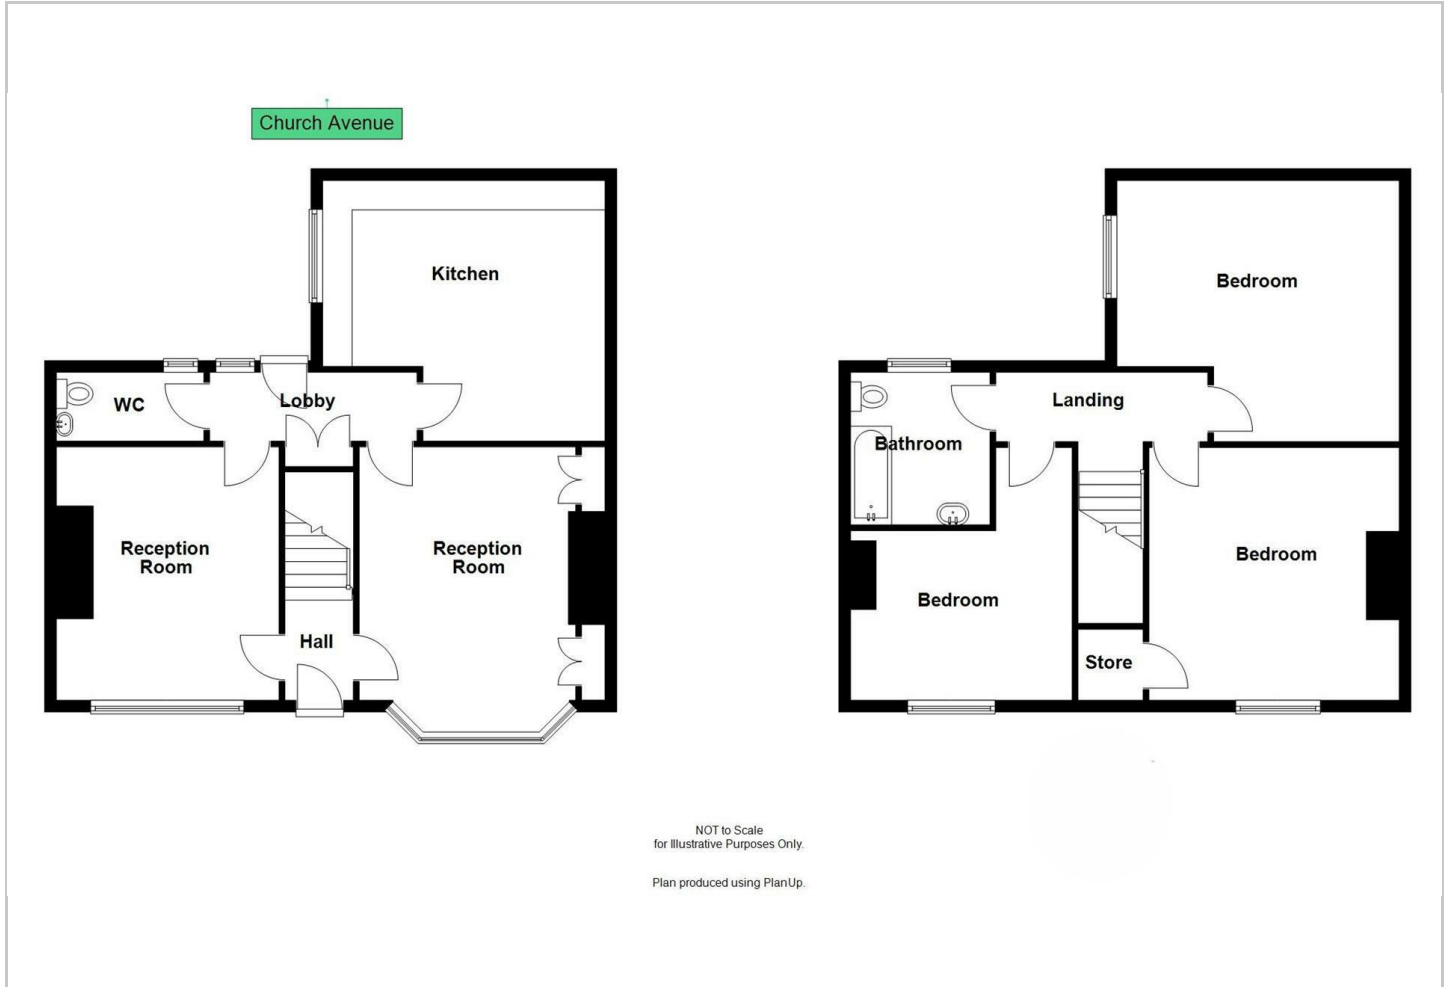 Church Avenue
Kitchen
WC
Lobby
Reception
Room
Reception
Room
Hall
Bedroom
Landing
Bathroom
Bedroom
Bedroom
Store
NOT to Scale
for Illustrative Purposes Only.
Plan produced using PlanUp.